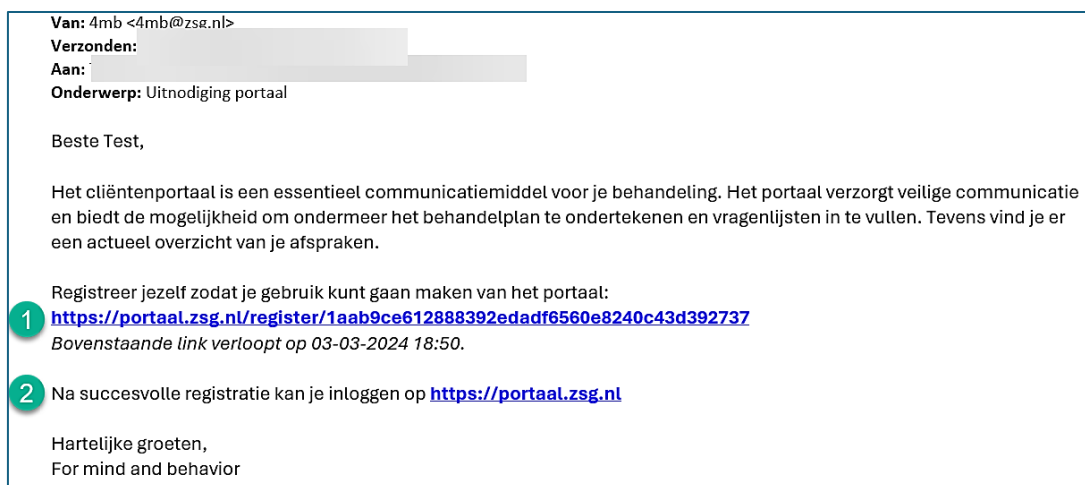 Van: 4mb <4mb@zsg.nl>
Verzonden:
Aan:
Onderwerp: Uitnodiging portaal
Beste Test,
Het cliëntenportaal is een essentieel communicatiemiddel voor je behandeling. Het portaal verzorgt veilige communicatie
en biedt de mogelijkheid om ondermeer het behandelplan te ondertekenen en vragenlijsten in te vullen. Tevens vind je er
een actueel overzicht van je afspraken.
Registreer jezelf zodat je gebruik kunt gaan maken van het portaal:
1 https://portaal.zsg.nl/register/1aab9ce612888392edadf6560e8240c43d392737
Bovenstaande link verloopt op 03-03-2024 18:50.
2 Na succesvolle registratie kan je inloggen op https://portaal.zsg.nl
Hartelijke groeten,
For mind and behavior